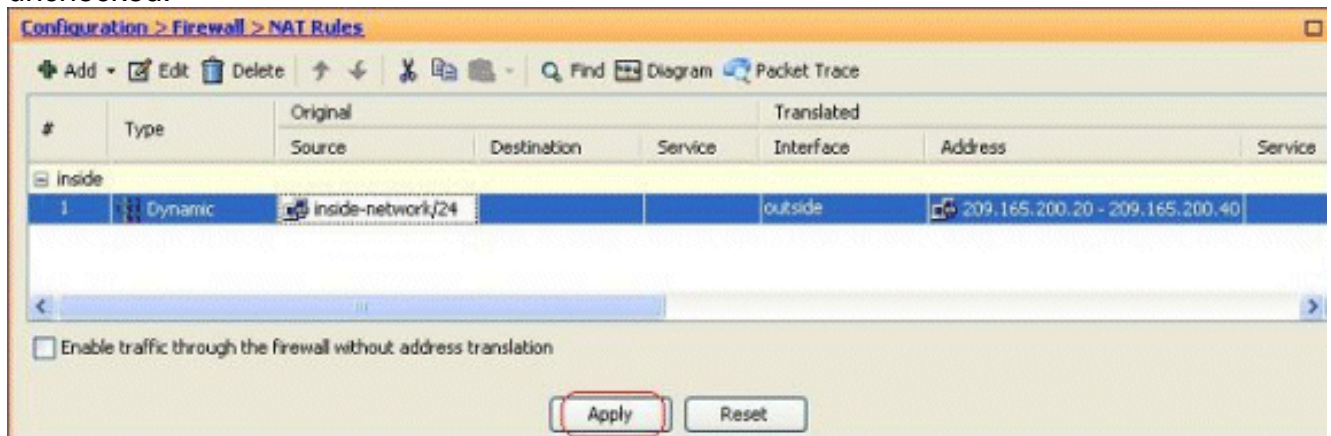 unchecked.
Configuration > Firewall > NAT Rules
Add Edit Delete Find Diagram Packet Trace
Original Translated
# Type
Source Destination Service Interface Address Service
inside
1 Dynamic inside-network/24 outside 209.165.200.20 - 209.165.200.40
Enable traffic through the firewall without address translation
Apply Reset